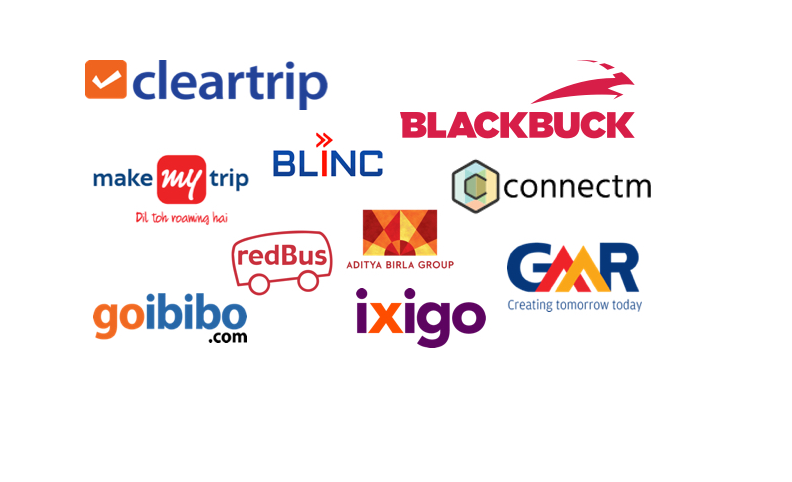 cleartrip
BLACKBUCK
BLINC
make my trip
Dil toh roaming hai
connectm
redBus
ADITYA BIRLA GROUP
GMR
Creating tomorrow today
goibibo
.com
ixigo